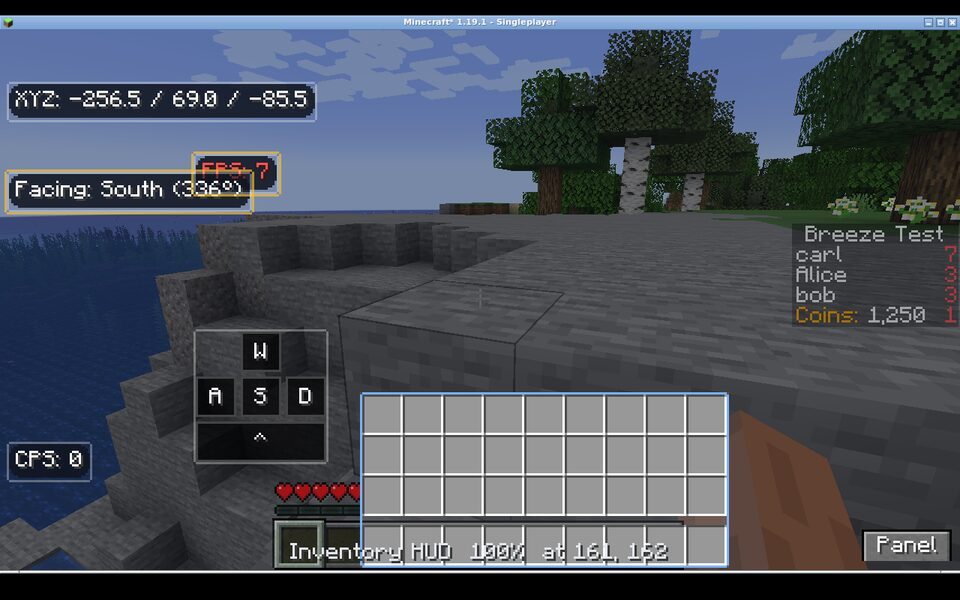 Minecraft* 1.19.1 - Singleplayer
XYZ: -256.5 / 69.0 / -85.5
FPS: 7
Facing: South (336°)
Breeze Test
carl 7
Alice 3
bob 3
Coins: 1,250 1
W
A S D
^
CPS: 0
Inventory HUD 100% at 161, 162
Panel